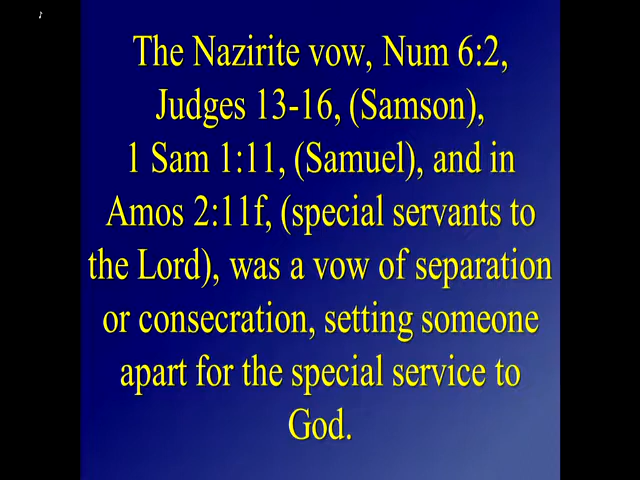 The Nazirite vow, Num 6:2,
Judges 13-16, (Samson),
1 Sam 1:11, (Samuel), and in
Amos 2:11f, (special servants to
the Lord), was a vow of separation
or consecration, setting someone
apart for the special service to
God.